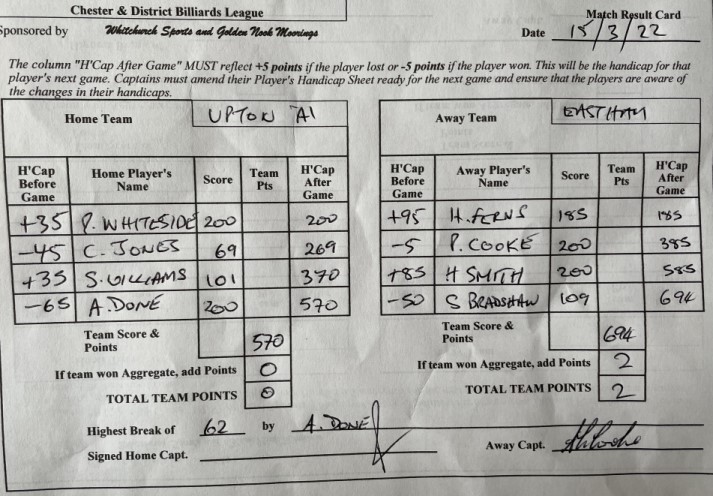 Chester & District Billiards League
Match Result Card
Sponsored by Whitchurch Sports and Golden Nook Moorings
Date 15/3/22
The column "H'Cap After Game" MUST reflect +5 points if the player lost or -5 points if the player won. This will be the handicap for that
player's next game. Captains must amend their Player's Handicap Sheet ready for the next game and ensure that the players are aware of
the changes in their handicaps.
Home Team UPTON A1
H'Cap Before Game Home Player's Name Score Team Pts H'Cap After Game
+35 P. WHITESIDE 200 200
-45 C. JONES 69 269
+35 S. WILLIAMS 101 370
-65 A. DONE 200 570
Team Score & Points 570
If team won Aggregate, add Points 0
TOTAL TEAM POINTS 0
Away Team EASTHAM
H'Cap Before Game Away Player's Name Score Team Pts H'Cap After Game
+95 H. FERNS 185 185
-5 P. COOKE 200 385
+85 H SMITH 200 585
-50 S BRADSHAW 109 694
Team Score & Points 694
If team won Aggregate, add Points 2
TOTAL TEAM POINTS 2
Highest Break of 62 by A. DONE
Signed Home Capt.
Away Capt.